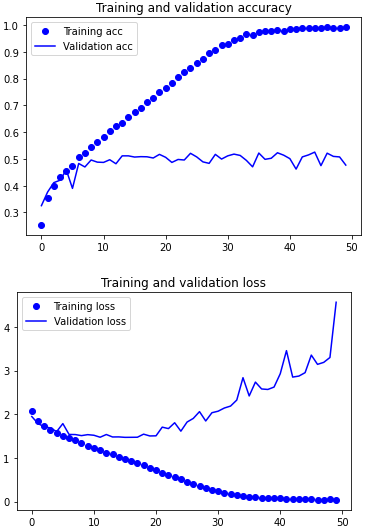 Training and validation accuracy
Training acc
Validation acc
1.0
0.9
0.8
0.7
0.6
0.5
0.4
0.3
0 10 20 30 40 50
Training and validation loss
Training loss
Validation loss
4
3
2
1
0
0 10 20 30 40 50